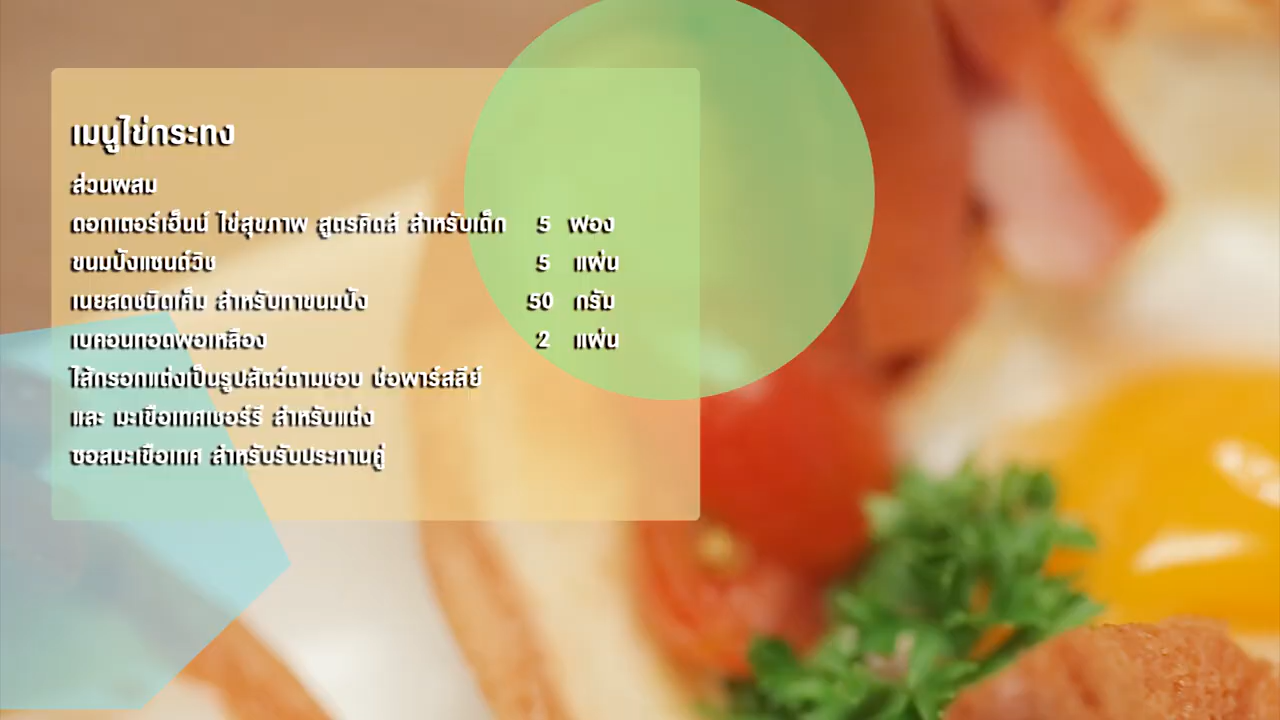 เมนูไข่กระทง
ส่วนผสม
ดอกเตอร์เฮ็นน์ ไข่สุขภาพ สูตรคิดส์ สำหรับเด็ก 5 ฟอง
ขนมปังแซนด์วิช 5 แผ่น
เนยสดชนิดเค็ม สำหรับทาขนมปัง 50 กรัม
เบคอนทอดพอเหลือง 2 แผ่น
ไส้กรอกแต่งเป็นรูปสัตว์ตามชอบ ช่อพาร์สลีย์
และ มะเขือเทศเชอร์รี่ สำหรับแต่ง
ซอสมะเขือเทศ สำหรับรับประทานคู่